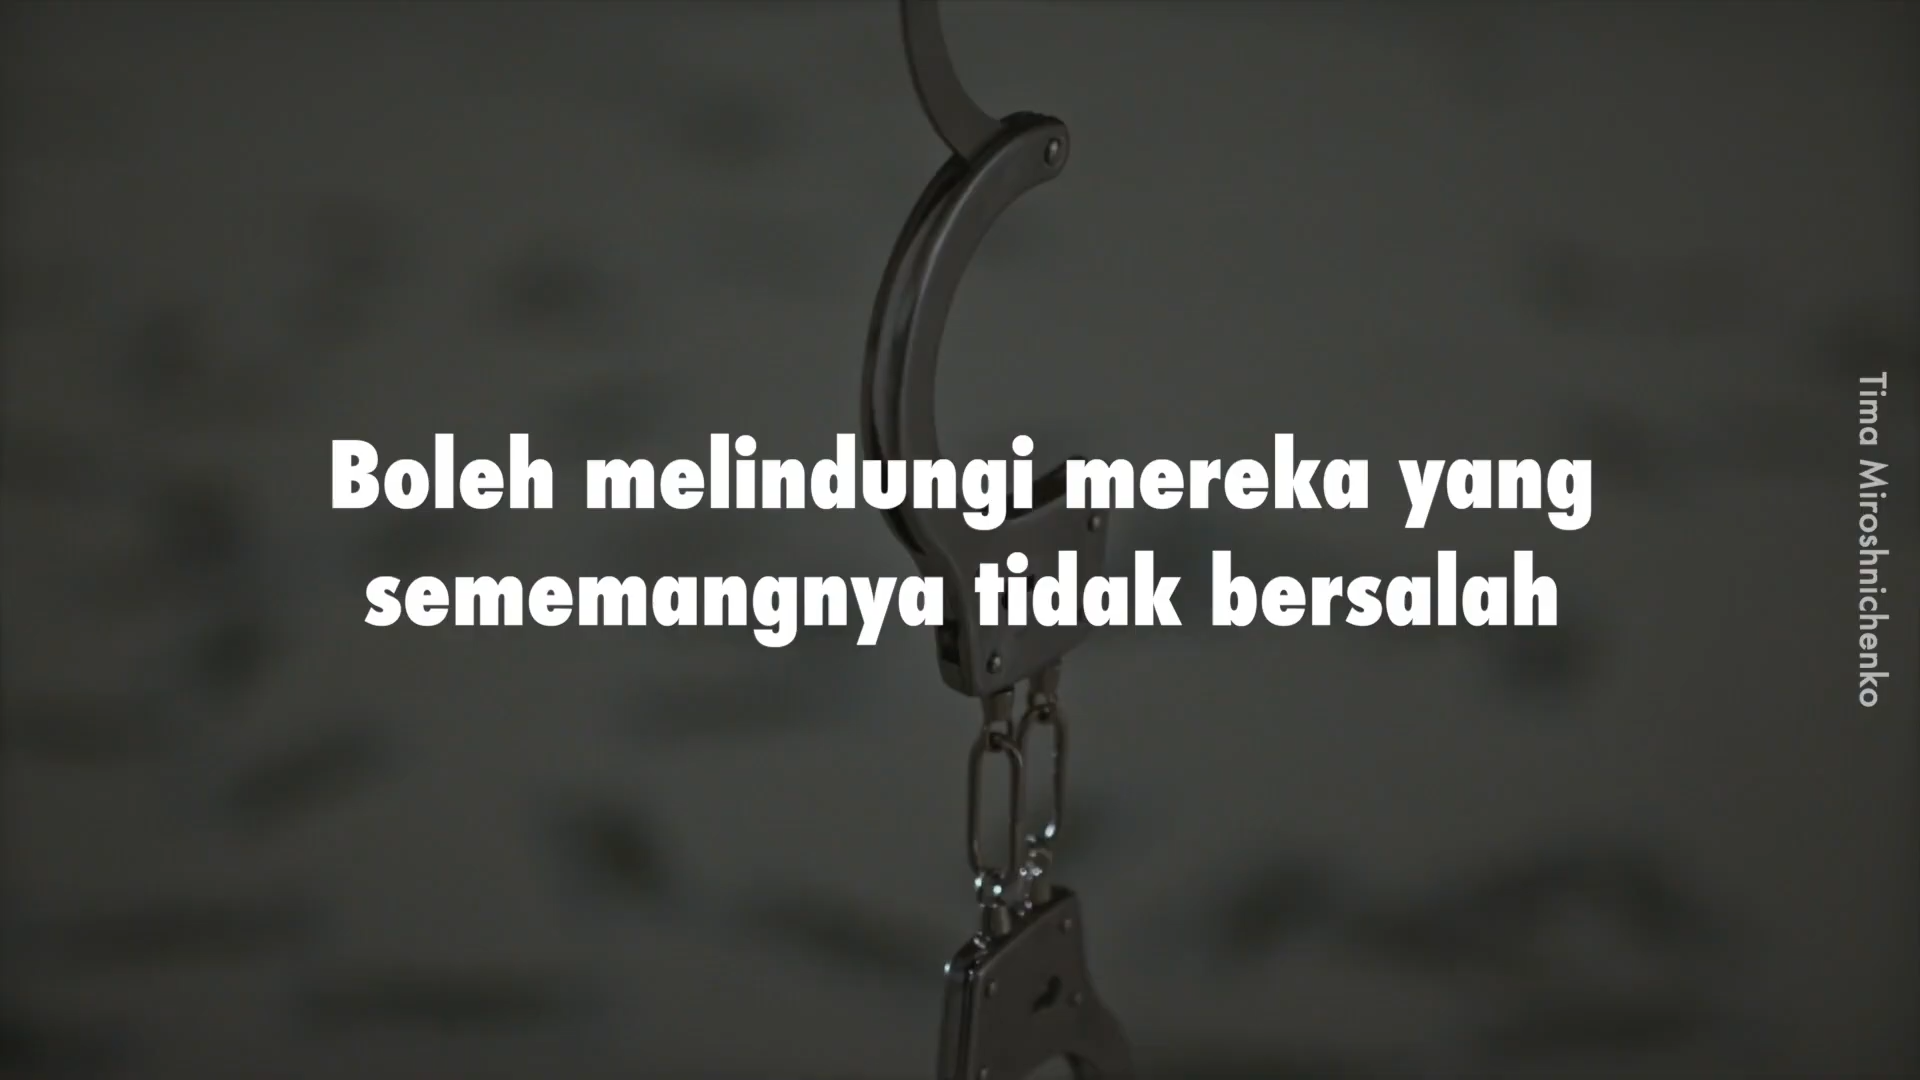 Boleh melindungi mereka yang
sememangnya tidak bersalah
Tima Miroshnichenko